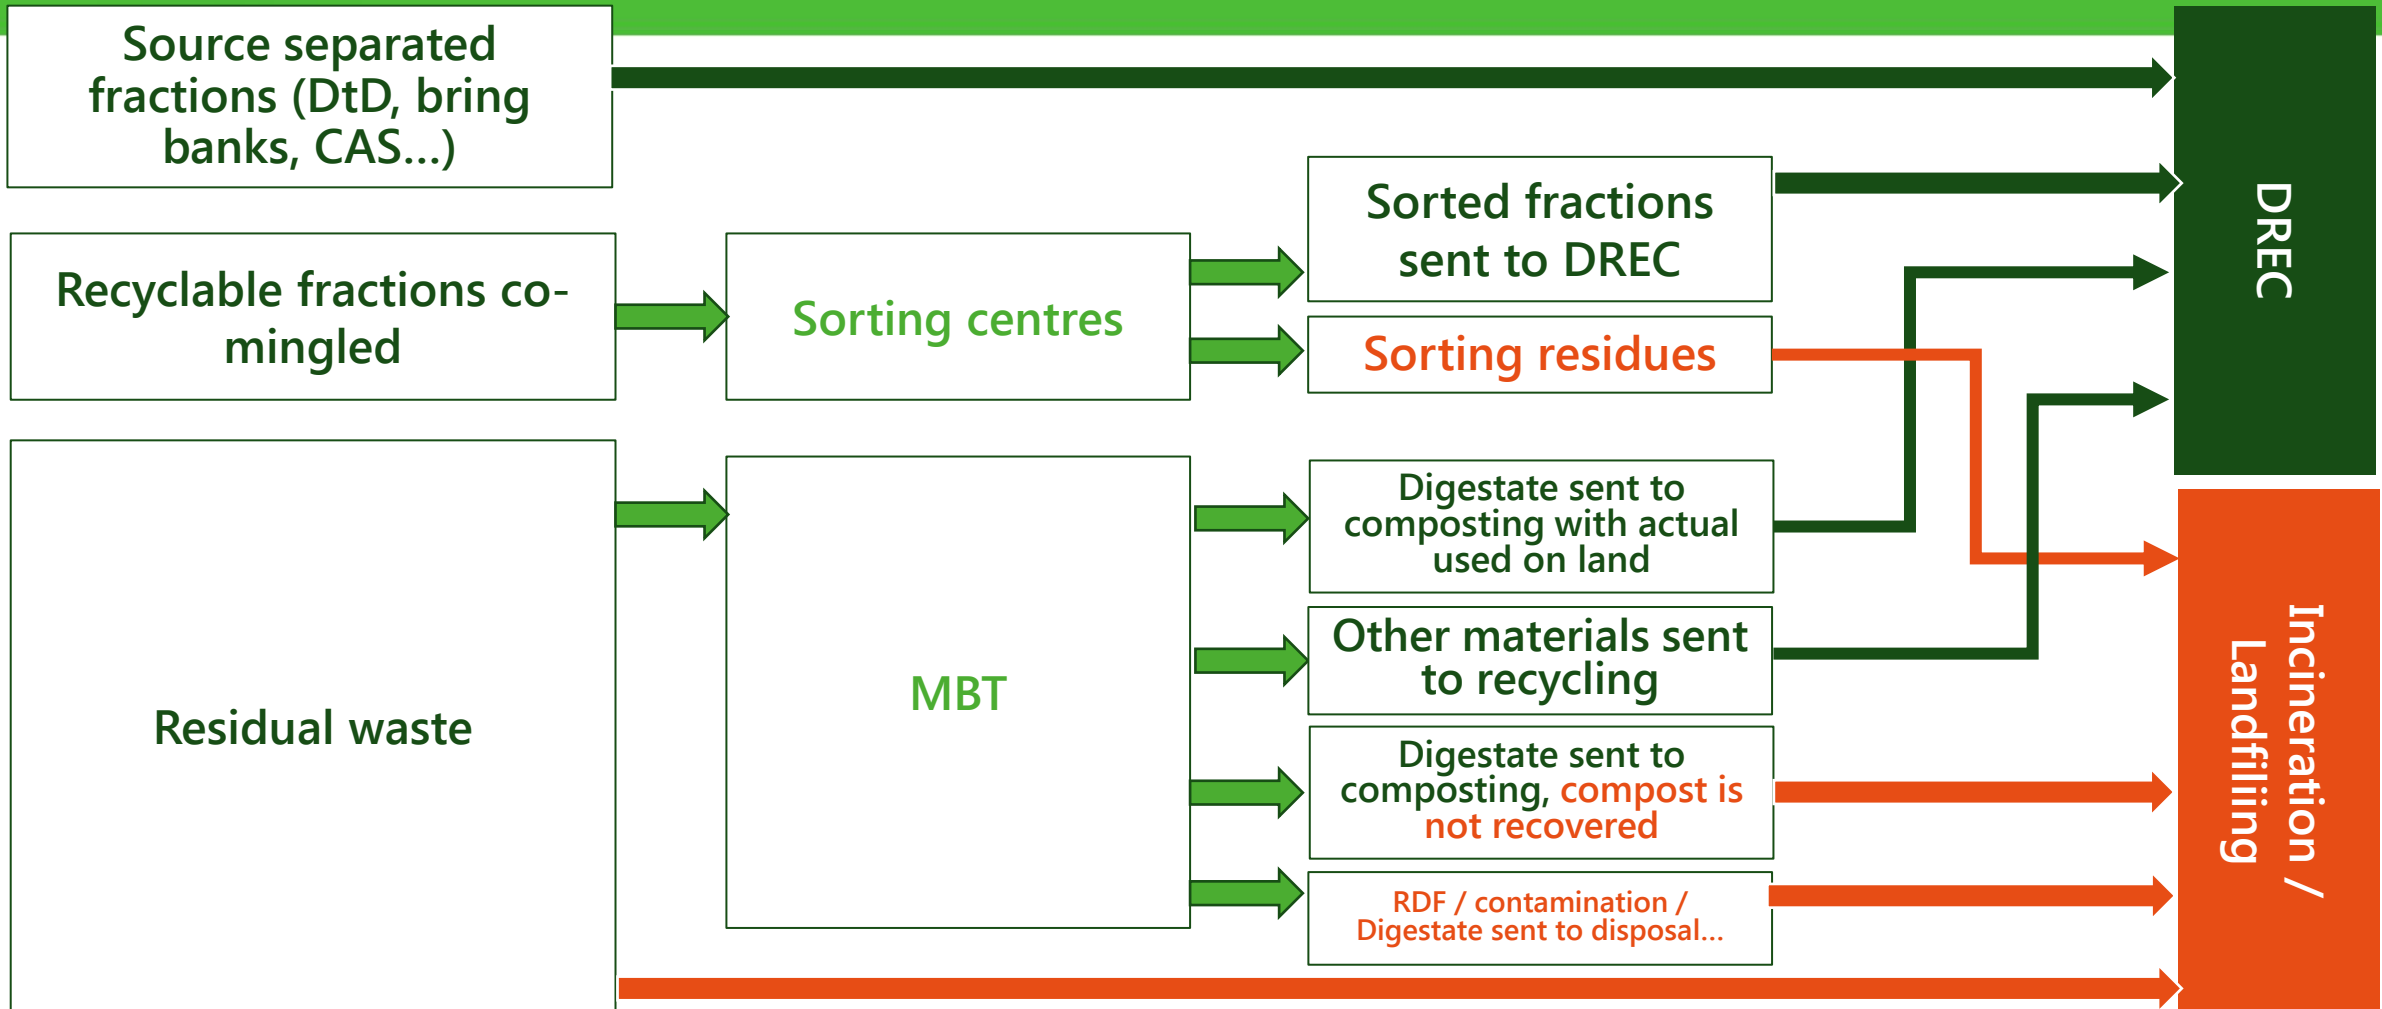 Source separated
fractions (DtD, bring
banks, CAS...)
Recyclable fractions co-
mingled
Sorting centres
Sorted fractions
sent to DREC
Sorting residues
Residual waste
MBT
Digestate sent to
composting with actual
used on land
Other materials sent
to recycling
Digestate sent to
composting, compost is
not recovered
RDF / contamination /
Digestate sent to disposal...
DREC
Incineration /
Landfiliing